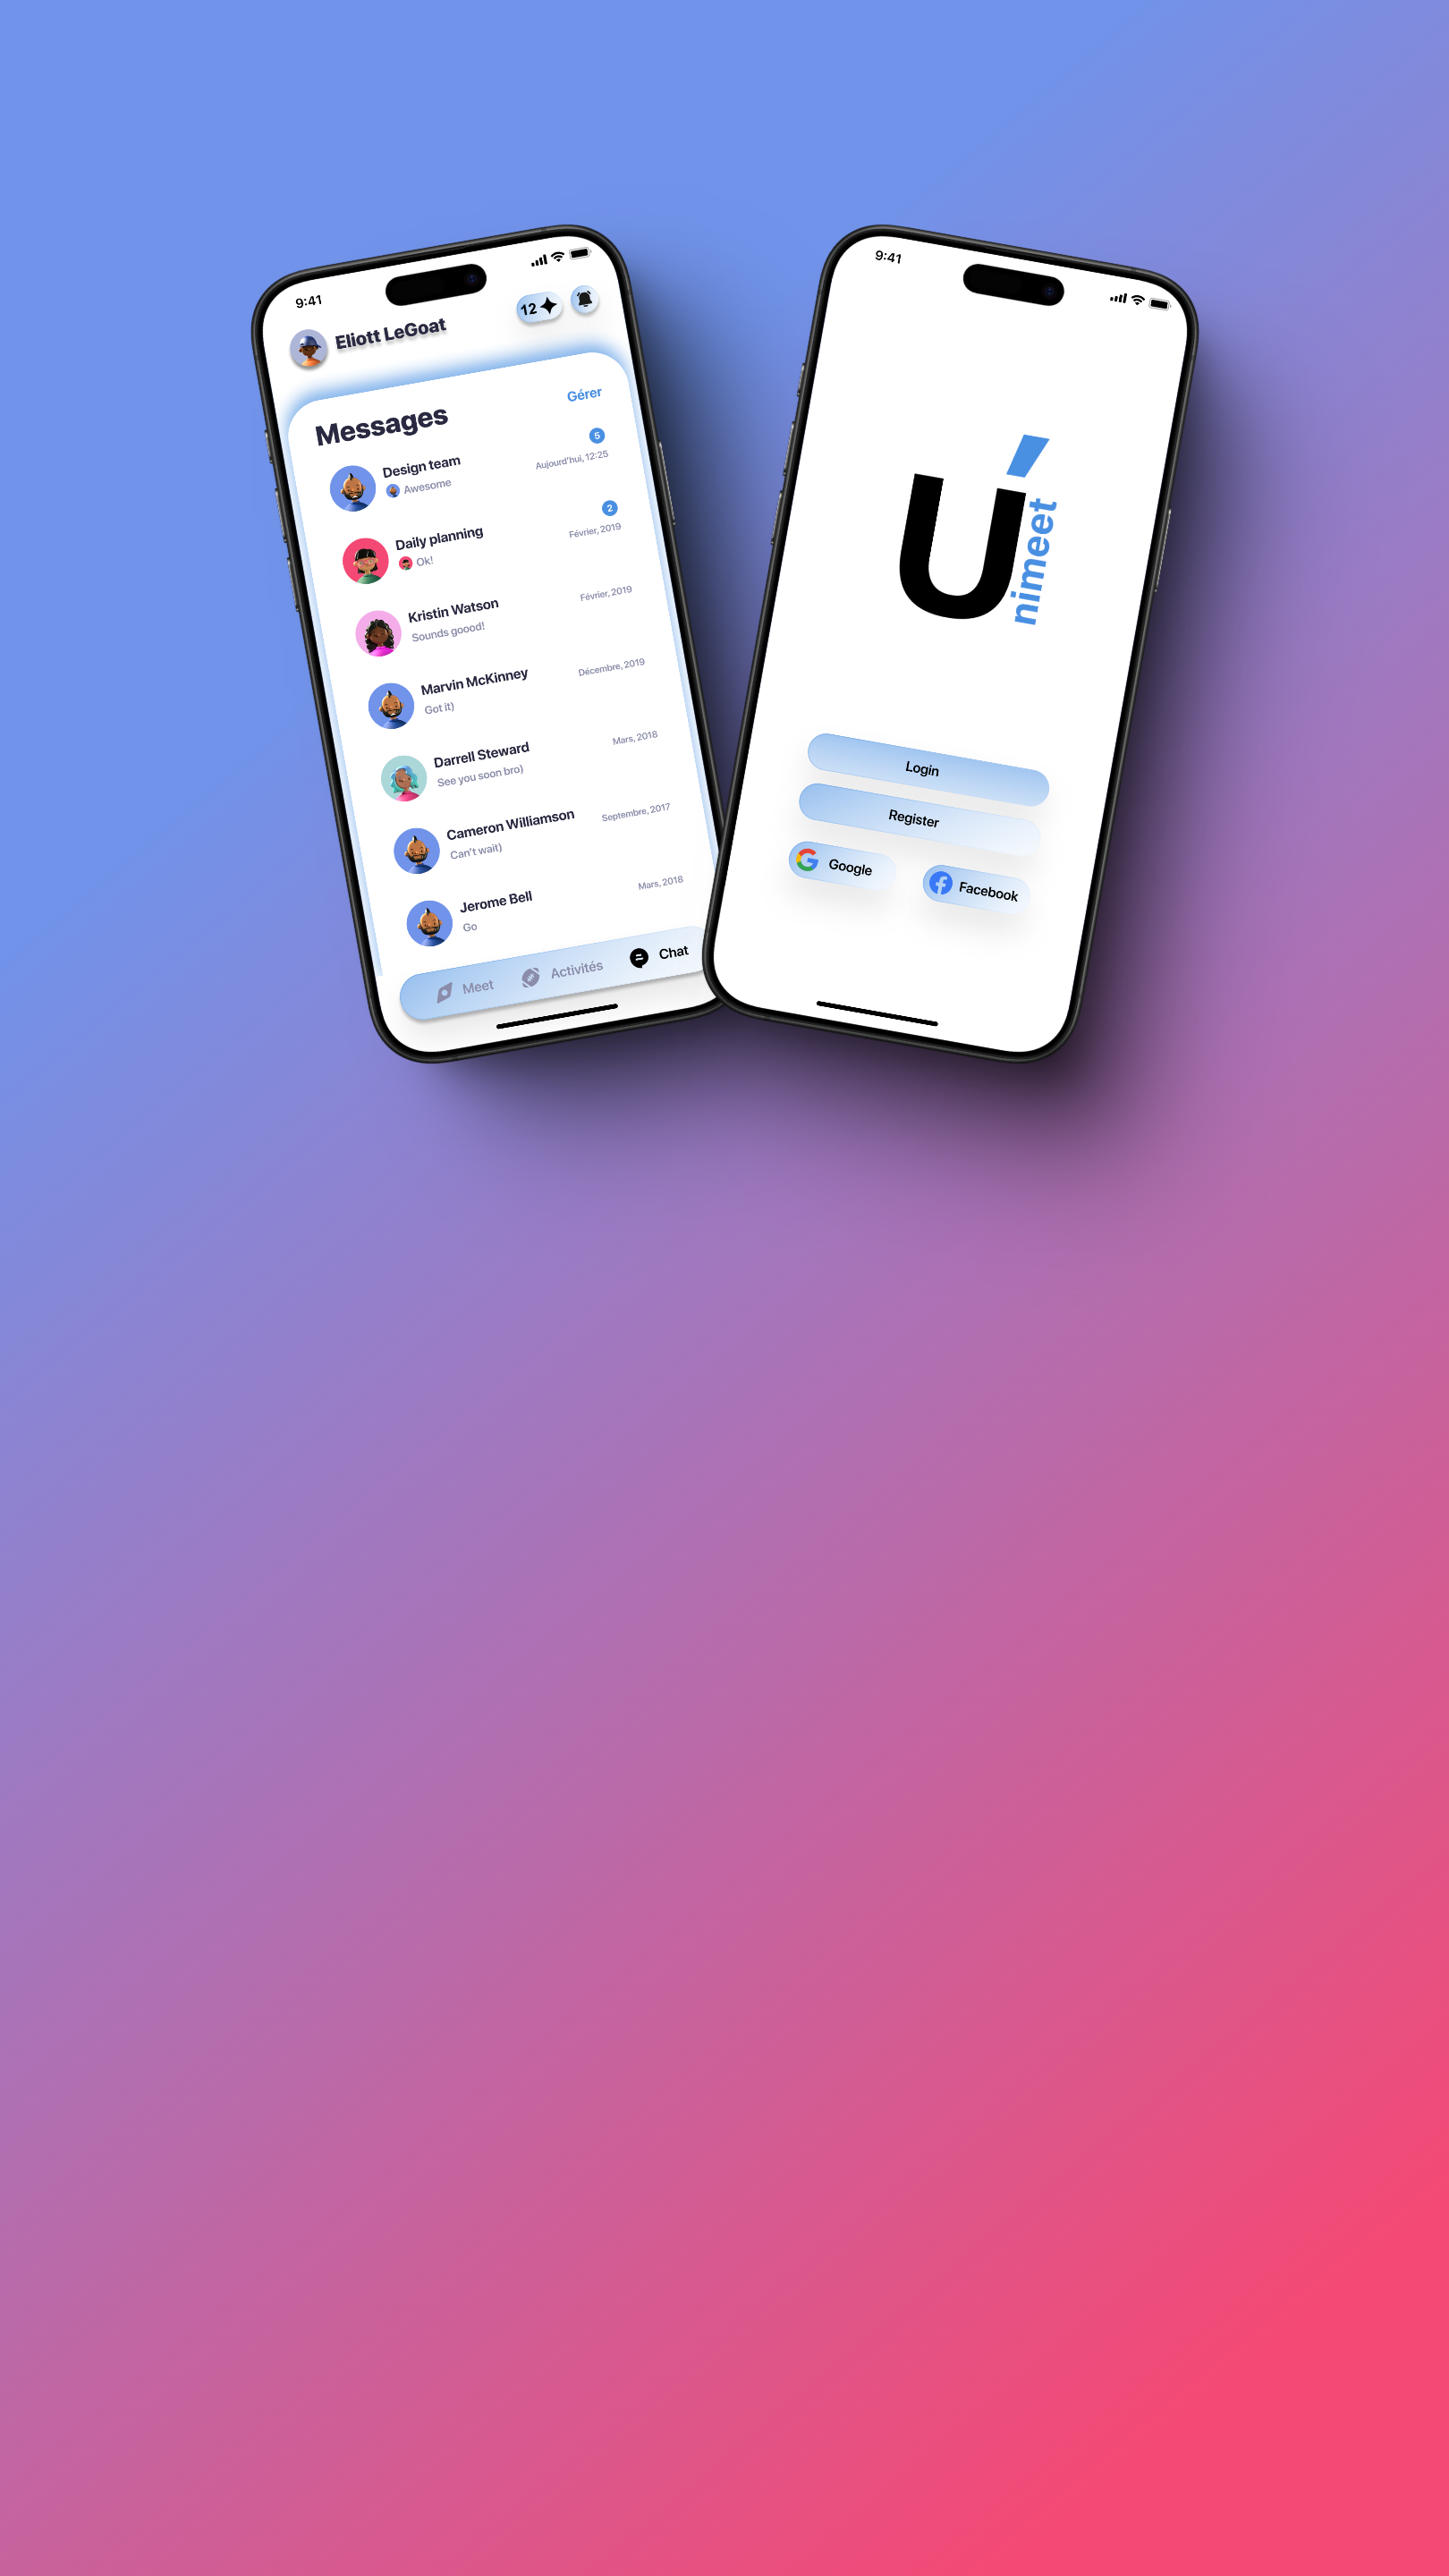 9:41
Eliott LeGoat
12
Messages
Gérer
Design team
5
Awesome
Aujourd'hui, 12:25
Daily planning
2
Ok!
Février, 2019
Kristin Watson
Février, 2019
Sounds goood!
Marvin McKinney
Décembre, 2019
Got it)
Darrell Steward
Mars, 2018
See you soon bro)
Cameron Williamson
Septembre, 2017
Can't wait)
Jerome Bell
Mars, 2018
Go
Meet
Activités
Chat
9:41
Ú
nimeet
Login
Register
Google
Facebook